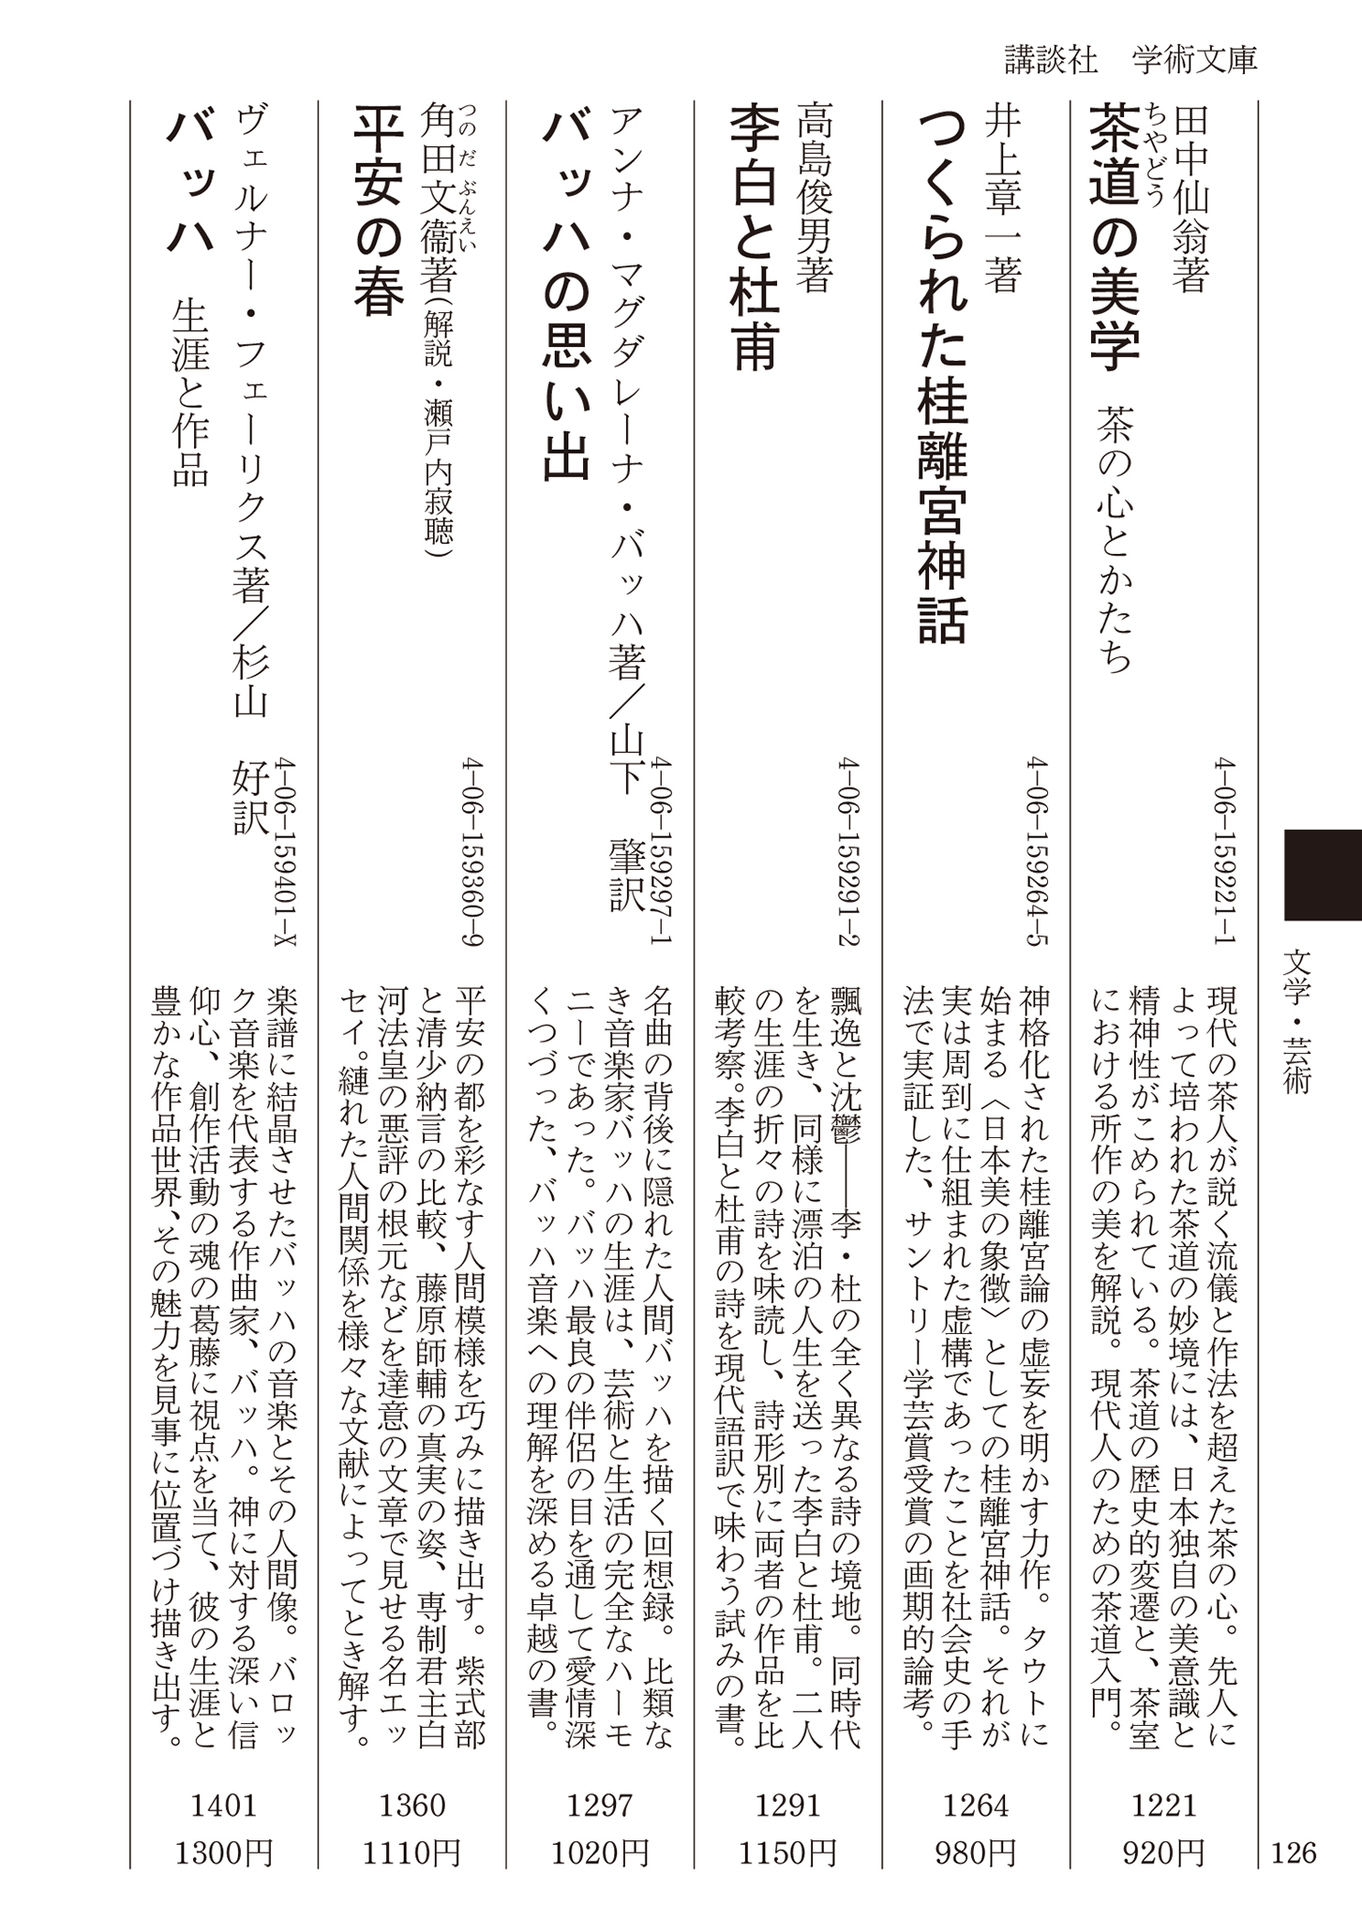 講談社　学術文庫
文学・芸術
126
田中仙翁著
ちゃどう
茶道の美学　茶の心とかたち
4-06-159221-1
現代の茶人が説く流儀と作法を超えた茶の心。先人に
よって培われた茶道の妙境には、日本独自の美意識と
精神性がこめられている。茶道の歴史的変遷と、茶室
における所作の美を解説。現代人のための茶道入門。
1221
920円
井上章一著
つくられた桂離宮神話
4-06-159264-5
神格化された桂離宮論の虚妄を明かす力作。タウトに
始まる〈日本美の象徴〉としての桂離宮神話。それが
実は周到に仕組まれた虚構であったことを社会史の手
法で実証した、サントリー学芸賞受賞の画期的論考。
1264
980円
高島俊男著
李白と杜甫
4-06-159291-2
飄逸と沈鬱――李・杜の全く異なる詩の境地。同時代
を生き、同様に漂泊の人生を送った李白と杜甫。二人
の生涯の折々の詩を味読し、詩形別に両者の作品を比
較考察。李白と杜甫の詩を現代語訳で味わう試みの書。
1291
1150円
アンナ・マグダレーナ・バッハ著／山下　肇訳
バッハの思い出
4-06-159297-1
名曲の背後に隠れた人間バッハを描く回想録。比類な
き音楽家バッハの生涯は、芸術と生活の完全なハーモ
ニーであった。バッハ最良の伴侶の目を通して愛情深
くつづった、バッハ音楽への理解を深める卓越の書。
1297
1020円
つのだぶんえい
角田文衞著（解説・瀬戸内寂聴）
平安の春
4-06-159360-9
平安の都を彩なす人間模様を巧みに描き出す。紫式部
と清少納言の比較、藤原師輔の真実の姿、専制君主白
河法皇の悪評の根元などを達意の文章で見せる名エッ
セイ。縺れた人間関係を様々な文献によってとき解す。
1360
1110円
ヴェルナー・フェーリクス著／杉山　好訳
バッハ　生涯と作品
4-06-159401-X
楽譜に結晶させたバッハの音楽とその人間像。バロッ
ク音楽を代表する作曲家、バッハ。神に対する深い信
仰心、創作活動の魂の葛藤に視点を当て、彼の生涯と
豊かな作品世界、その魅力を見事に位置づけ描き出す。
1401
1300円